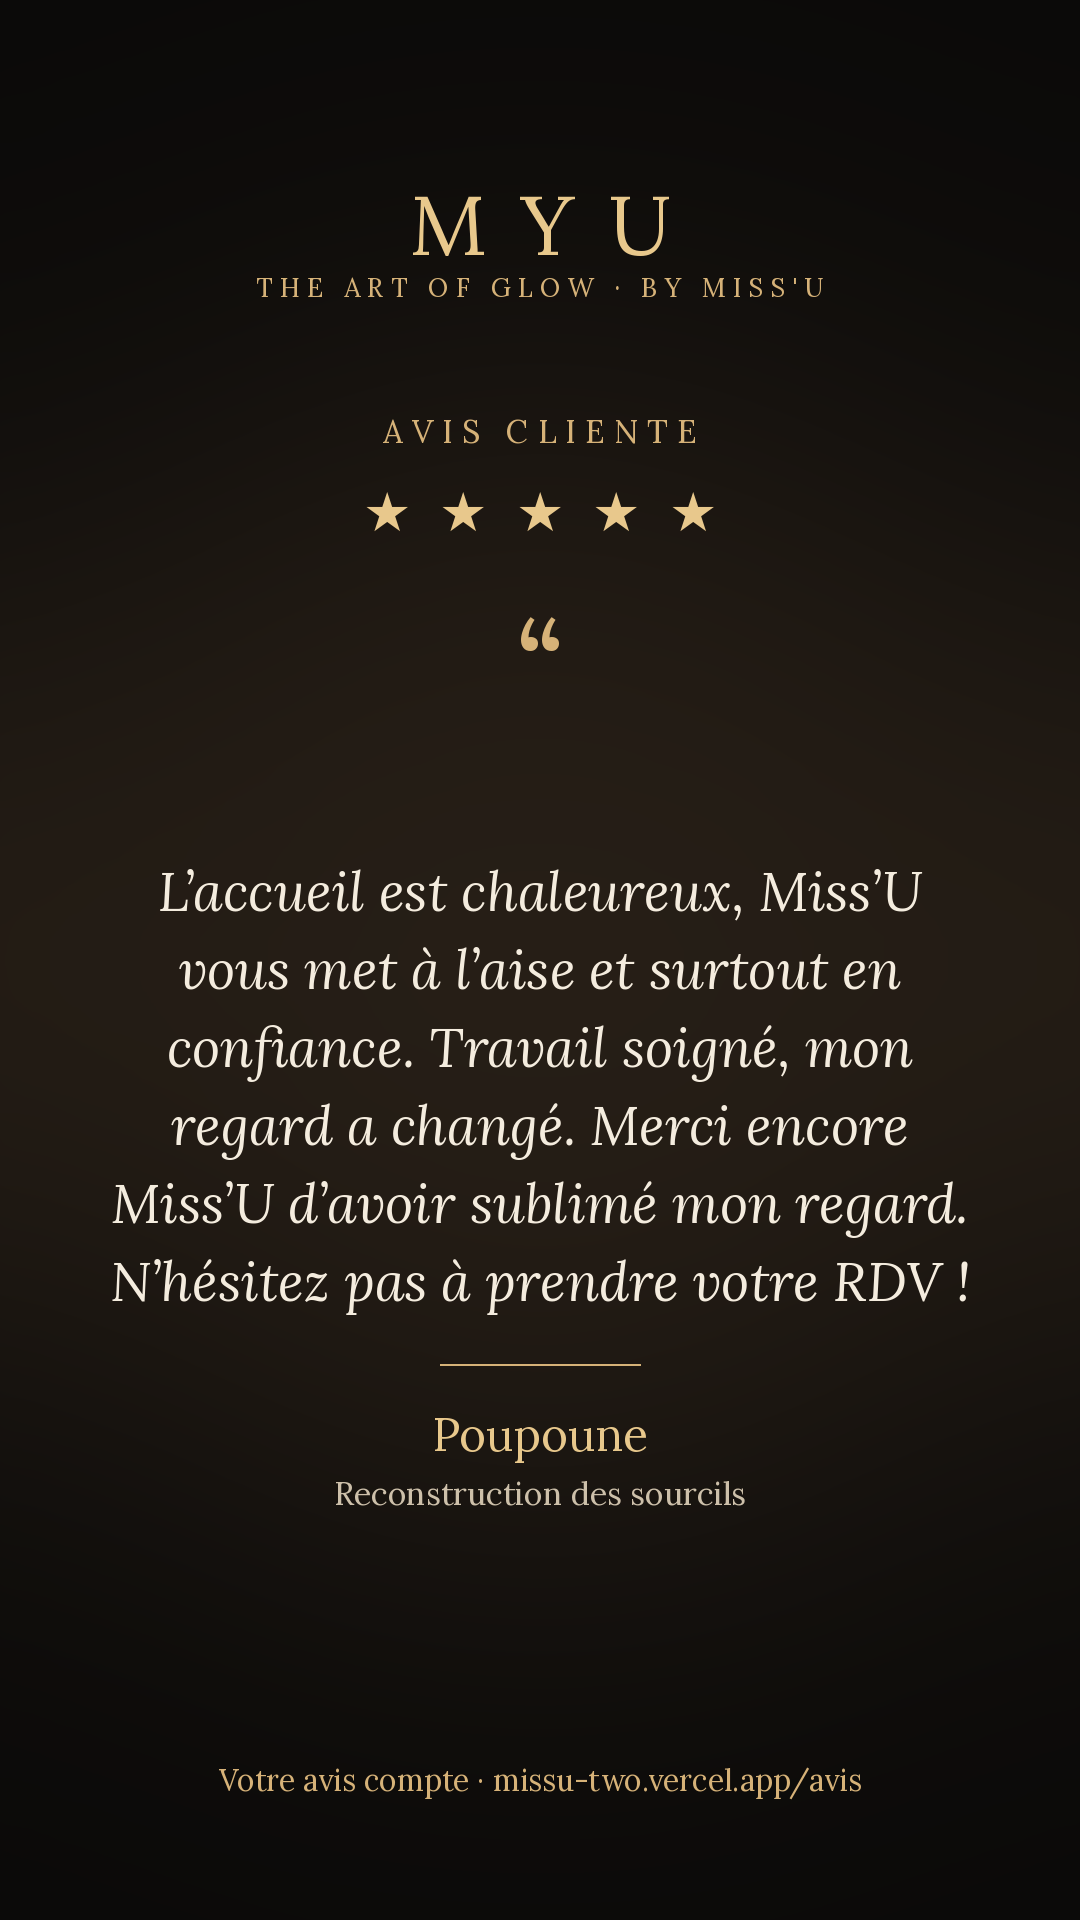 MYU
THE ART OF GLOW · BY MISS'U
AVIS CLIENTE
★ ★ ★ ★ ★
“
L’accueil est chaleureux, Miss’U
vous met à l’aise et surtout en
confiance. Travail soigné, mon
regard a changé. Merci encore
Miss’U d’avoir sublimé mon regard.
N’hésitez pas à prendre votre RDV !
Poupoune
Reconstruction des sourcils
Votre avis compte · missu-two.vercel.app/avis